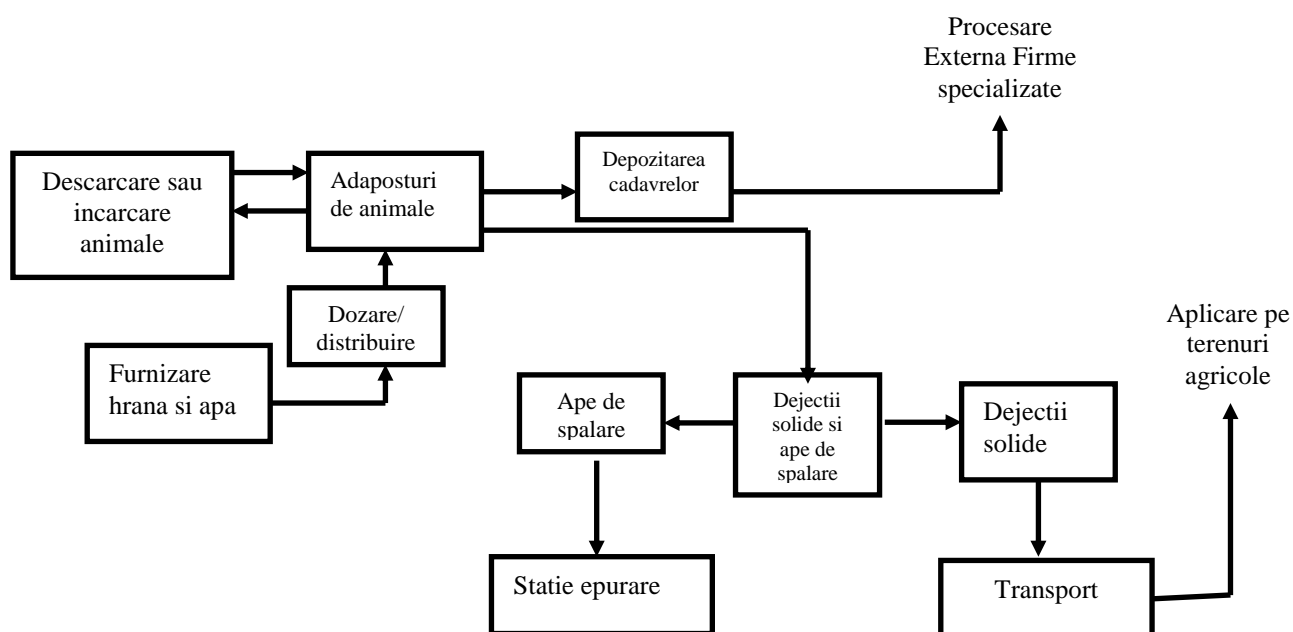 Procesare
Externa Firme
specializate
Descarcare sau
incarcare
animale
Adaposturi
de animale
Depozitarea
cadavrelor
Dozare/
distribuire
Furnizare
hrana si apa
Aplicare pe
terenuri
agricole
Ape de
spalare
Dejectii
solide si
ape de
spalare
Dejectii
solide
Statie epurare
Transport